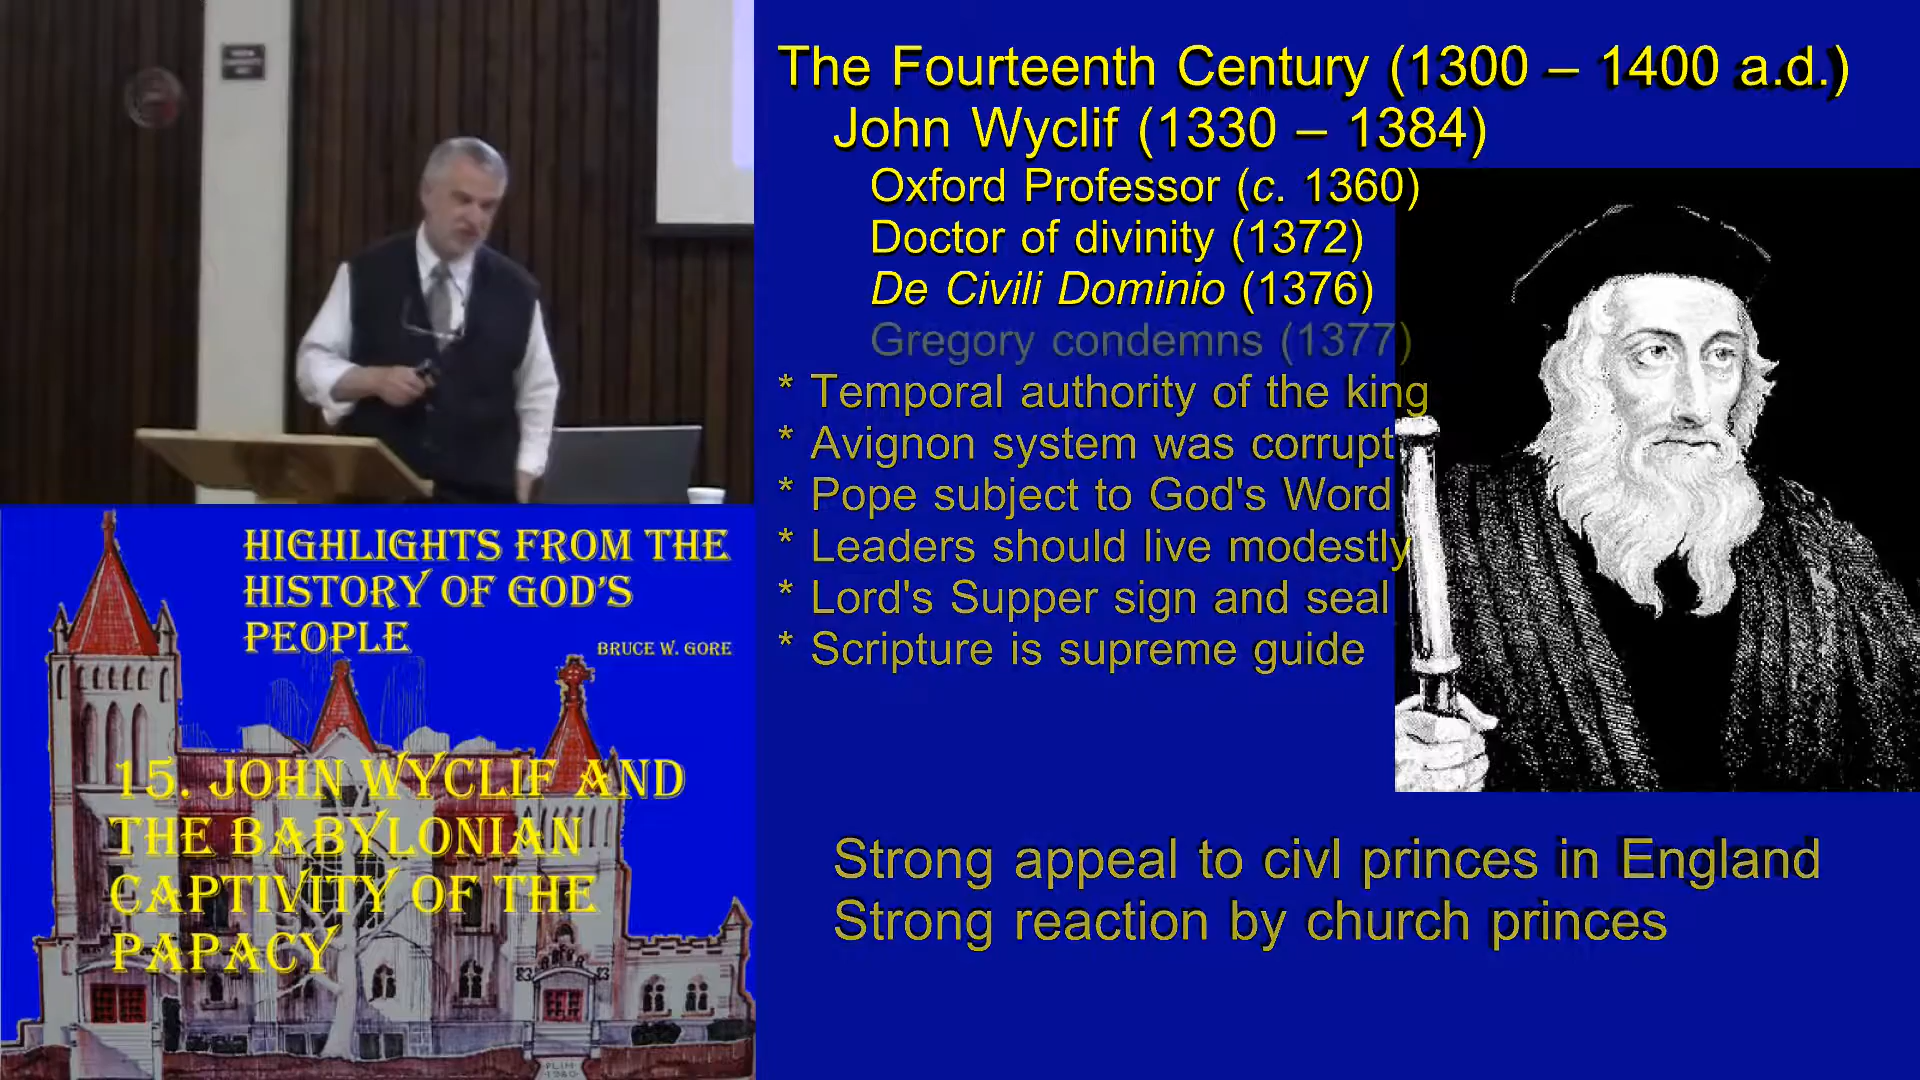 The Fourteenth Century (1300 – 1400 a.d.)
John Wyclif (1330 – 1384)
Oxford Professor (c. 1360)
Doctor of divinity (1372)
De Civili Dominio (1376)
Gregory condemns (1377)
* Temporal authority of the king
* Avignon system was corrupt
* Pope subject to God's Word
* Leaders should live modestly
* Lord's Supper sign and seal
* Scripture is supreme guide
Strong appeal to civl princes in England
Strong reaction by church princes
HIGHLIGHTS FROM THE
HISTORY OF GOD'S
PEOPLE
BRUCE W. GORE
15. JOHN WYCLIF AND
THE BABYLONIAN
CAPTIVITY OF THE
PAPACY
PLIM
1980